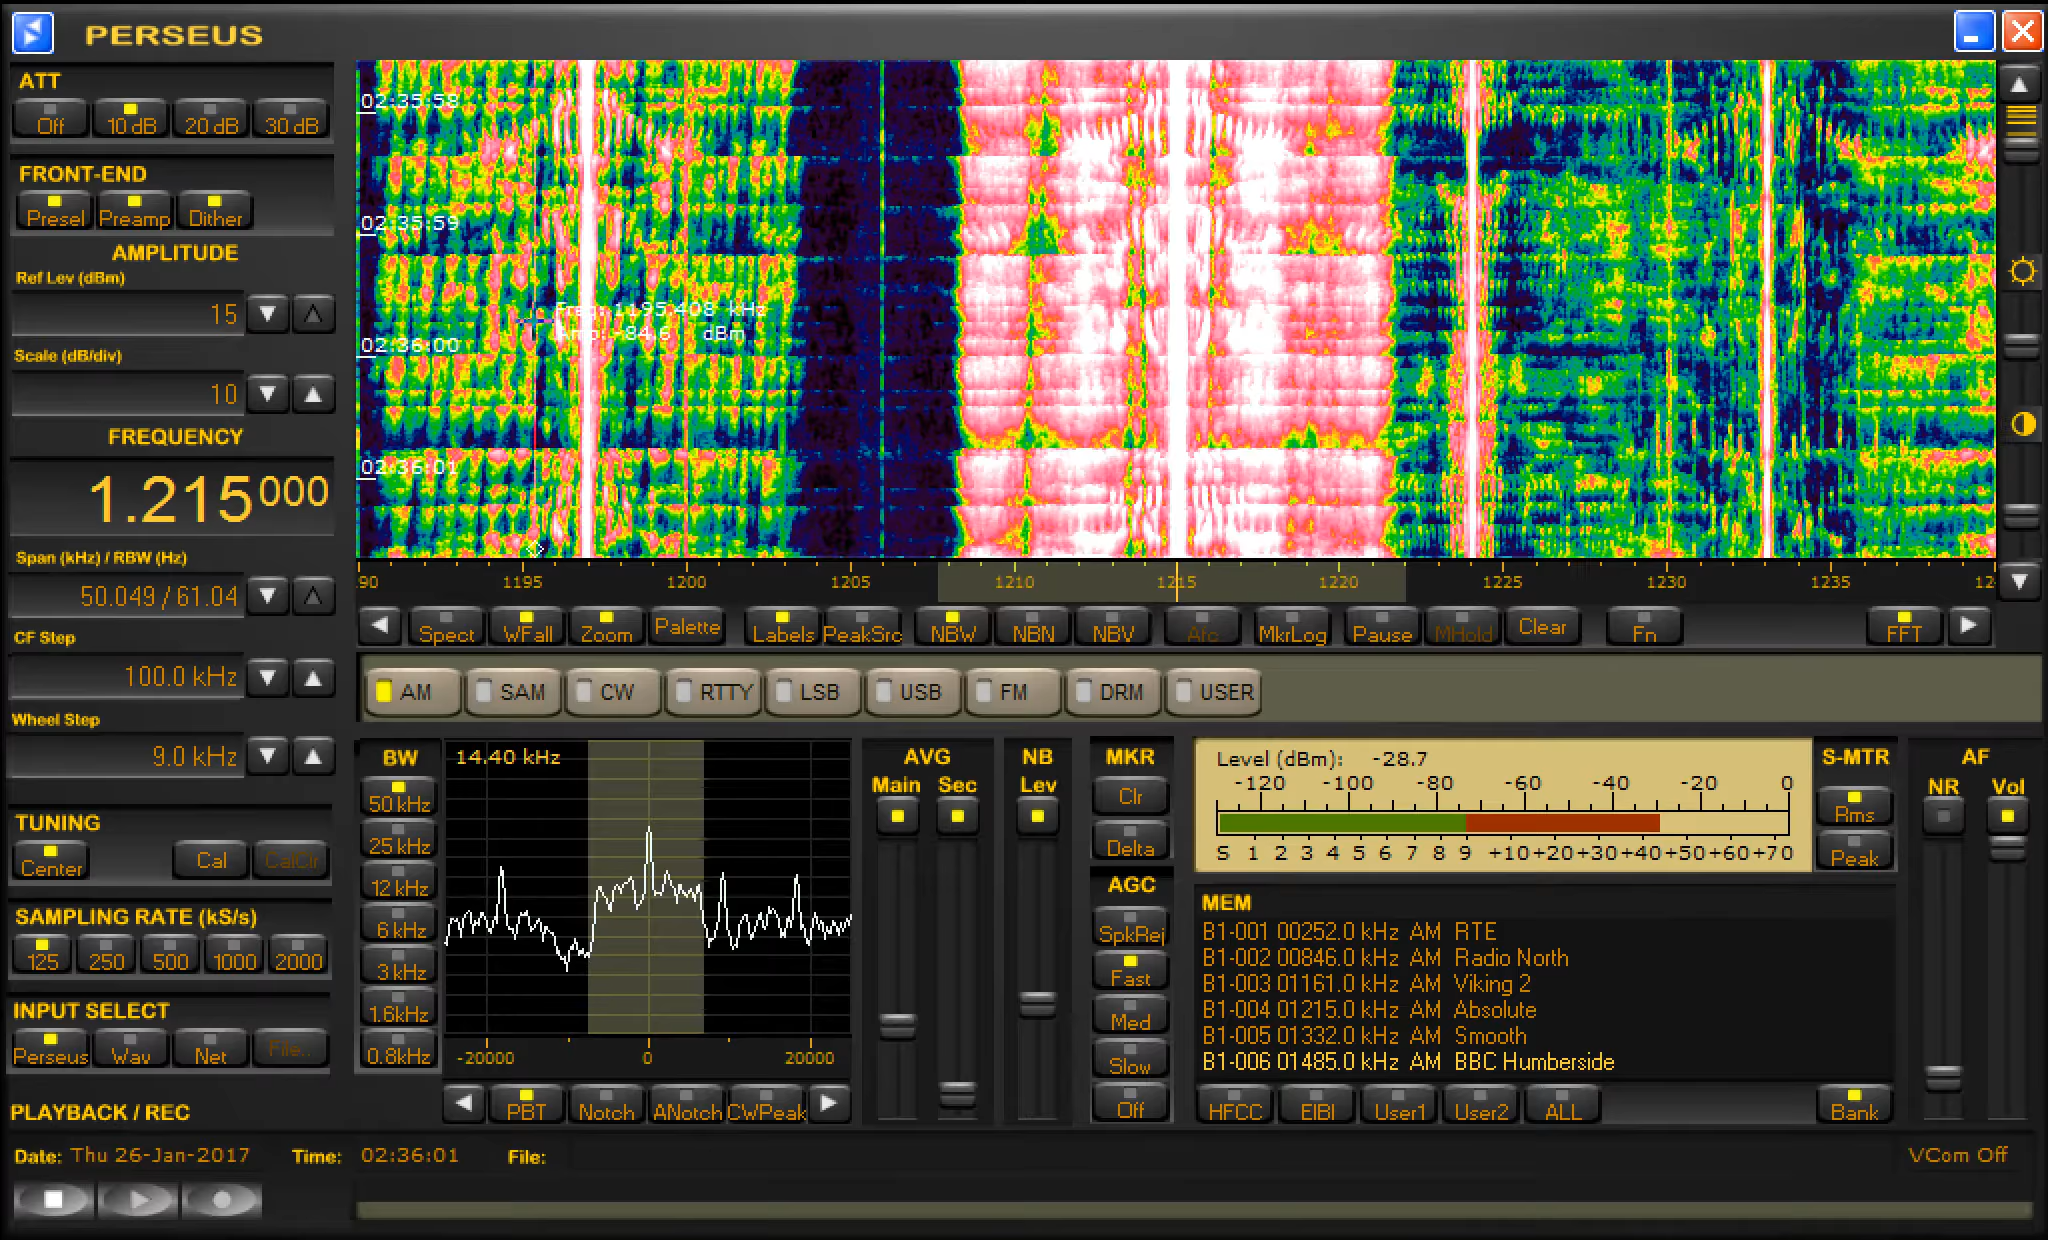 PERSEUS
ATT
Off 10 dB 20 dB 30 dB
FRONT-END
Presel Preamp Dither
AMPLITUDE
Ref Lev (dBm)
15
Scale (dB/div)
10
FREQUENCY
1.215000
Span (kHz) / RBW (Hz)
50.049 / 61.04
CF Step
100.0 kHz
Wheel Step
9.0 kHz
TUNING
Center Cal CalClr
SAMPLING RATE (kS/s)
125 250 500 1000 2000
INPUT SELECT
Perseus Wav Net File..
PLAYBACK / REC
02:35:58
02:35:59
Freq: 1195.408 kHz
Amp: -84.6 dBm
02:36:00
02:36:01
90 1195 1200 1205 1210 1215 1220 1225 1230 1235 12
Spect WFall Zoom Palette Labels PeakSrc NBW NBN NBV Afc MkrLog Pause MHold Clear Fn FFT
AM SAM CW RTTY LSB USB FM DRM USER
BW
50 kHz
25 kHz
12 kHz
6 kHz
3 kHz
1.6kHz
0.8kHz
14.40 kHz
-20000 0 20000
PBT Notch ANotch CWPeak
AVG
Main Sec
NB
Lev
MKR
Clr
Delta
AGC
SpkRej
Fast
Med
Slow
Off
Level (dBm): -28.7
-120 -100 -80 -60 -40 -20 0
S 1 2 3 4 5 6 7 8 9 +10 +20 +30 +40 +50 +60 +70
S-MTR
Rms
Peak
AF
NR Vol
MEM
B1-001 00252.0 kHz AM RTE
B1-002 00846.0 kHz AM Radio North
B1-003 01161.0 kHz AM Viking 2
B1-004 01215.0 kHz AM Absolute
B1-005 01332.0 kHz AM Smooth
B1-006 01485.0 kHz AM BBC Humberside
HFCC EIBI User1 User2 ALL Bank
Date: Thu 26-Jan-2017 Time: 02:36:01 File:
VCom Off